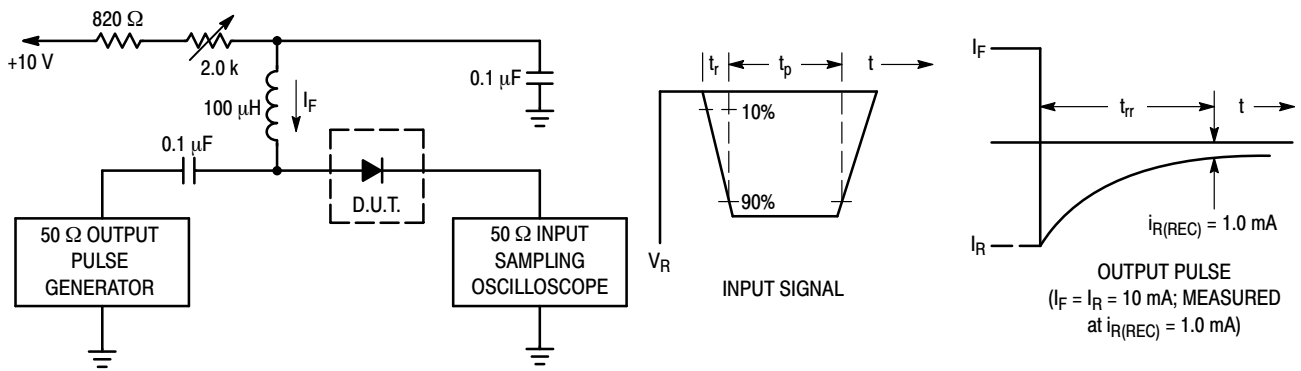 820 Ω
+10 V
2.0 k
100 μH
I_F
0.1 μF
0.1 μF
D.U.T.
50 Ω OUTPUT
PULSE
GENERATOR
50 Ω INPUT
SAMPLING
OSCILLOSCOPE
t_r
t_p
t
10%
90%
V_R
INPUT SIGNAL
I_F
t_rr
t
i_R(REC) = 1.0 mA
I_R
OUTPUT PULSE
(I_F = I_R = 10 mA; MEASURED
at i_R(REC) = 1.0 mA)